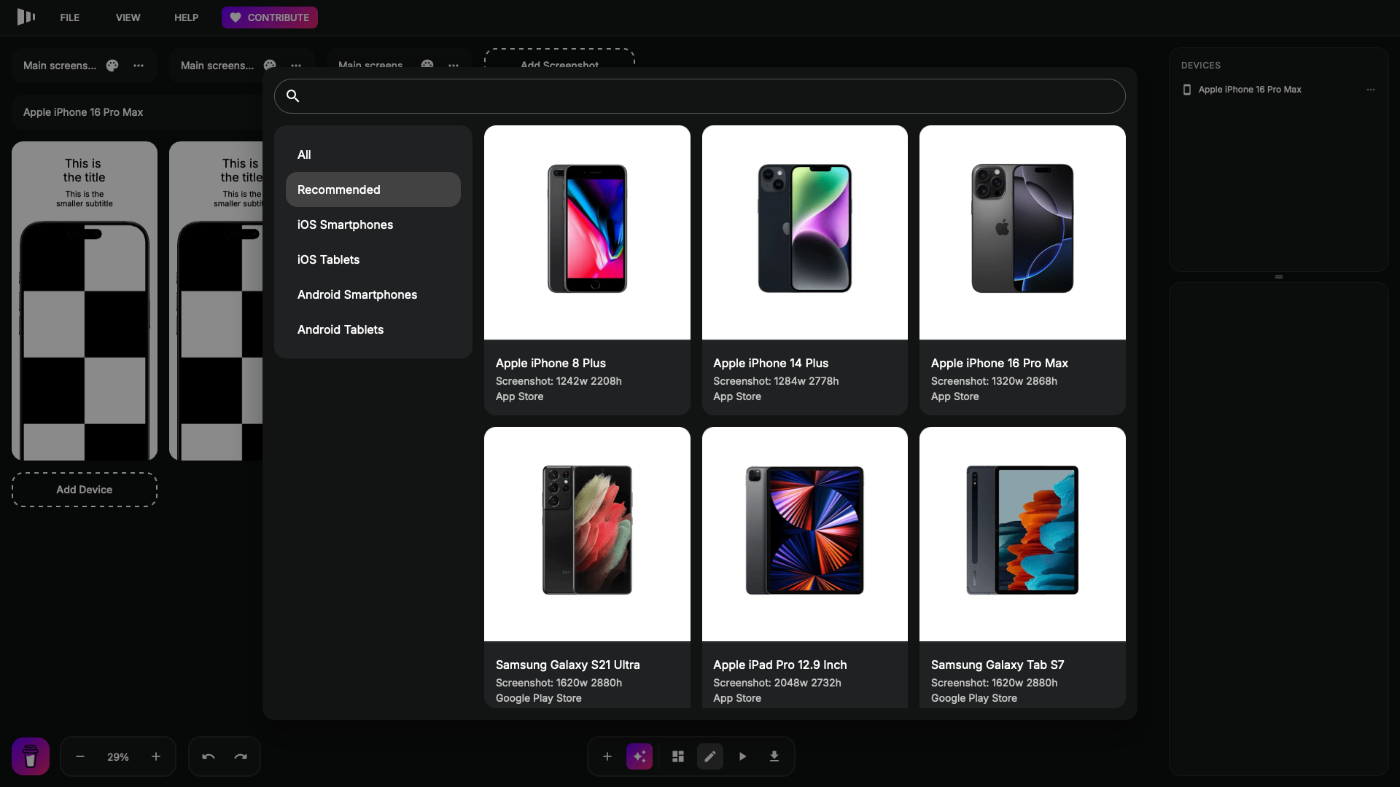 FILE
VIEW
HELP
CONTRIBUTE
Main screens...
Main screens...
Main screens
Add Screenshot
Apple iPhone 16 Pro Max
This is
the title
This is the
smaller subtitle
This is
the title
This is the
smaller subtitle
Add Device
All
Recommended
iOS Smartphones
iOS Tablets
Android Smartphones
Android Tablets
Apple iPhone 8 Plus
Screenshot: 1242w 2208h
App Store
Apple iPhone 14 Plus
Screenshot: 1284w 2778h
App Store
Apple iPhone 16 Pro Max
Screenshot: 1320w 2868h
App Store
Samsung Galaxy S21 Ultra
Screenshot: 1620w 2880h
Google Play Store
Apple iPad Pro 12.9 Inch
Screenshot: 2048w 2732h
App Store
Samsung Galaxy Tab S7
Screenshot: 1620w 2880h
Google Play Store
DEVICES
Apple iPhone 16 Pro Max
29%